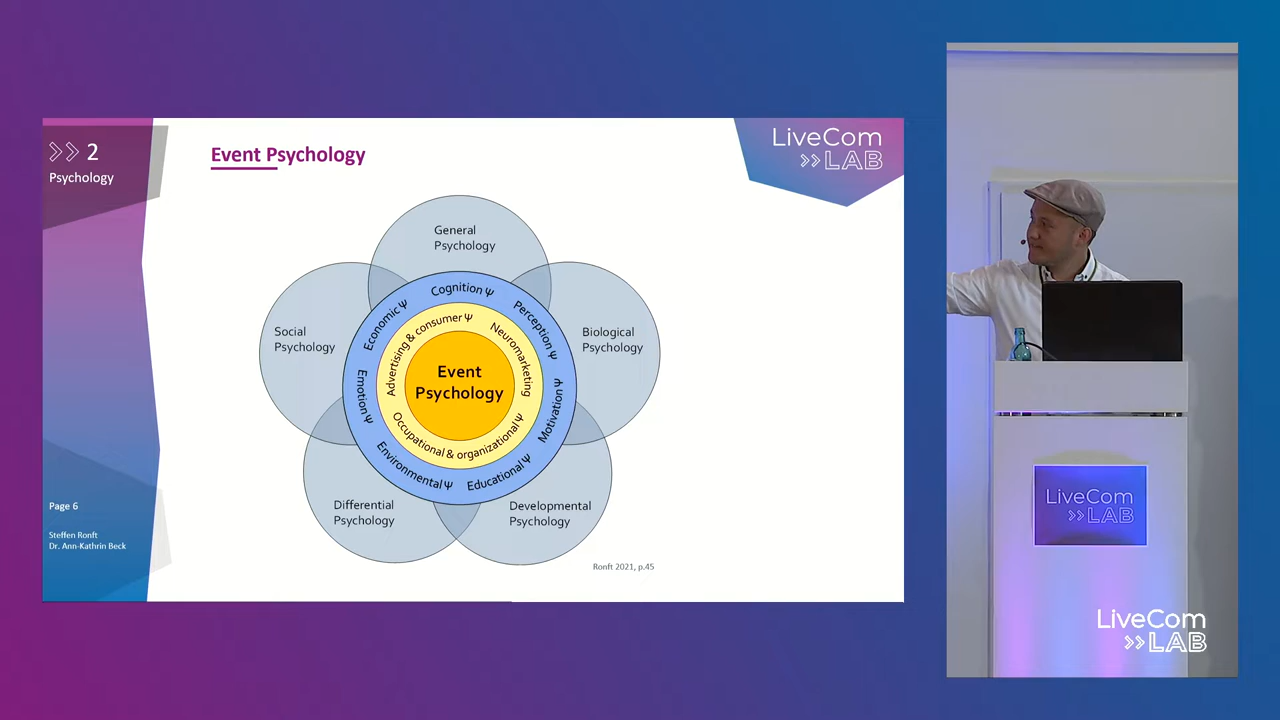 2
Psychology
Event Psychology
LiveCom
LAB
General
Psychology
Social
Psychology
Biological
Psychology
Differential
Psychology
Developmental
Psychology
Cognition Ψ
Perception Ψ
Motivation Ψ
Educational Ψ
Environmental Ψ
Emotion Ψ
Economic Ψ
Advertising & consumer Ψ
Neuromarketing
Occupational & organizational Ψ
Event
Psychology
Ronft 2021, p.45
Page 6
Steffen Ronft
Dr. Ann-Kathrin Beck
LiveCom
LAB
LiveCom
LAB